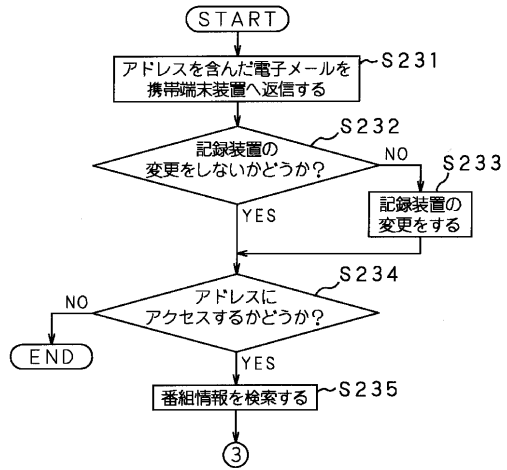 START
アドレスを含んだ電子メールを
携帯端末装置へ返信する
S231
記録装置の
変更をしないかどうか？
S232
NO
YES
記録装置の
変更をする
S233
アドレスに
アクセスするかどうか？
S234
NO
END
YES
番組情報を検索する
S235
3